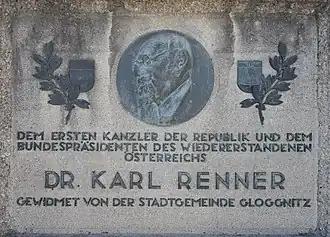 DEM ERSTEN KANZLER DER REPUBLIK UND DEM
BUNDESPRÄSIDENTEN DES WIEDERERSTANDENEN
ÖSTERREICHS
DR. KARL RENNER
GEWIDMET VON DER STADTGEMEINDE GLOGGNITZ